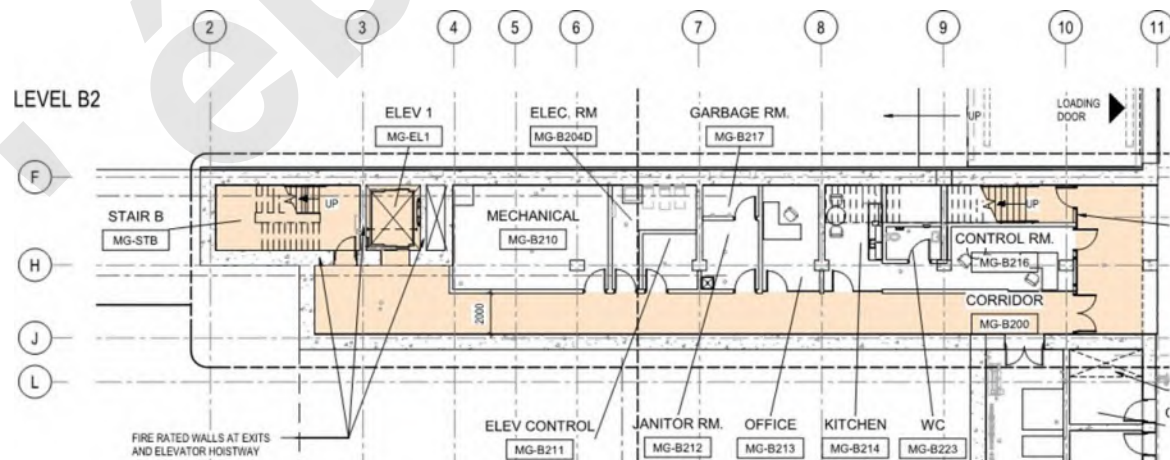 2
3
4
5
6
7
8
9
10
11
LEVEL B2
ELEV 1
MG-EL1
ELEC. RM
MG-B204D
GARBAGE RM.
MG-B217
LOADING
DOOR
UP
F
STAIR B
MG-STB
UP
MECHANICAL
MG-B210
UP
H
CONTROL RM.
MG-B216
CORRIDOR
MG-B200
2000
J
L
ELEV CONTROL
MG-B211
JANITOR RM.
MG-B212
OFFICE
MG-B213
KITCHEN
MG-B214
WC
MG-B223
FIRE RATED WALLS AT EXITS
AND ELEVATOR HOISTWAY